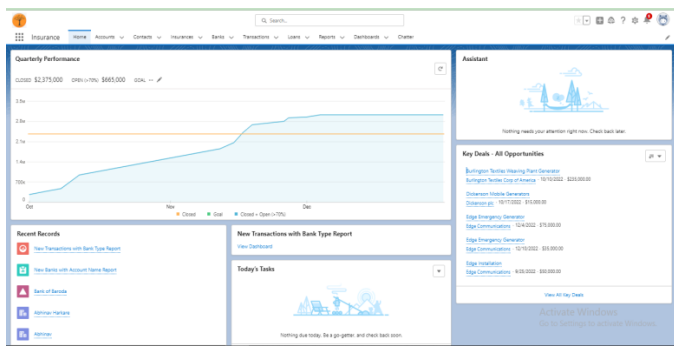 Search...
Insurance Home Accounts Contacts Insurances Banks Transactions Loans Reports Dashboards Chatter
Quarterly Performance
CLOSED $2,375,000 OPEN (>70%) $665,000 GOAL --
3.5m
2.8m
2.1m
1.4m
700k
0
Oct Nov Dec
Closed Goal Closed + Open (>70%)
Recent Records
New Transactions with Bank Type Report
New Banks with Account Name Report
Bank of Baroda
Abhinav Harkare
Abhinav
New Transactions with Bank Type Report
View Dashboard
Today's Tasks
Nothing due today. Be a go-getter, and check back soon.
Assistant
Nothing needs your attention right now. Check back later.
Key Deals - All Opportunities
Burlington Textiles Weaving Plant Generator
Burlington Textiles Corp of America · 10/10/2022 · $235,000.00
Dickenson Mobile Generators
Dickenson plc · 10/17/2022 · $15,000.00
Edge Emergency Generator
Edge Communications · 12/4/2022 · $75,000.00
Edge Emergency Generator
Edge Communications · 12/10/2022 · $35,000.00
Edge Installation
Edge Communications · 9/25/2022 · $50,000.00
View All Key Deals
Activate Windows
Go to Settings to activate Windows.